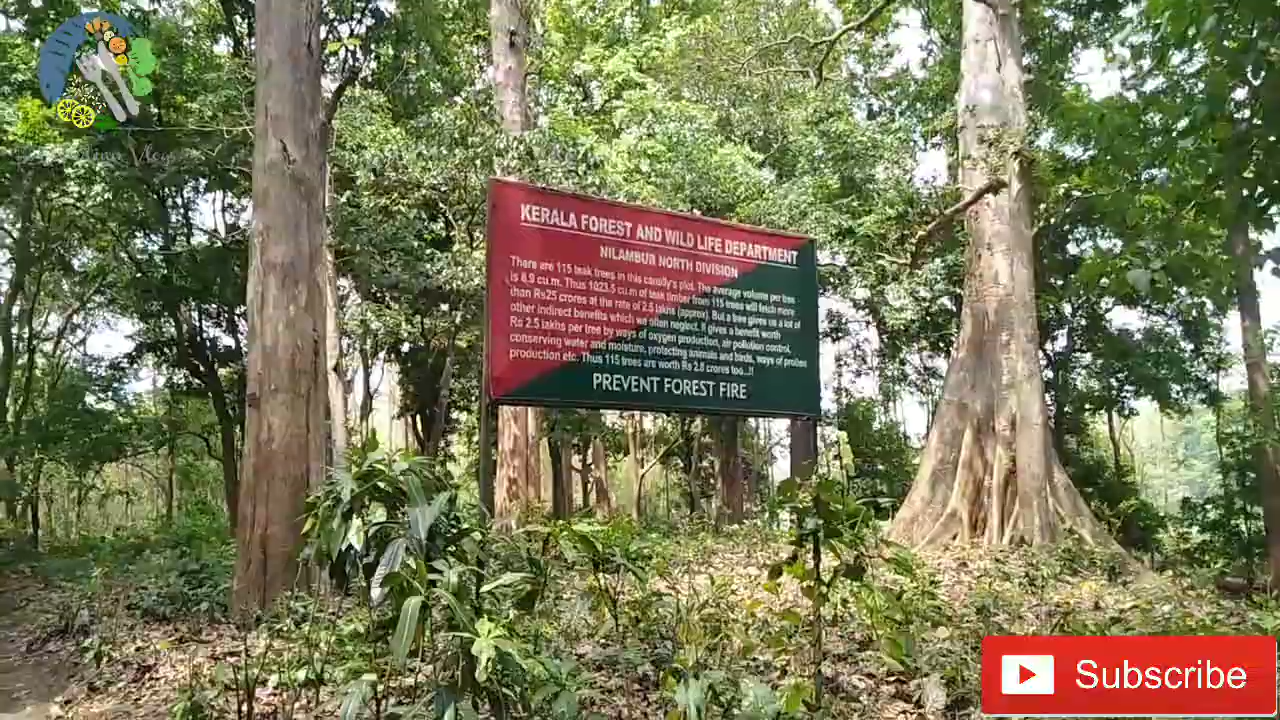 KERALA FOREST AND WILD LIFE DEPARTMENT
NILAMBUR NORTH DIVISION
There are 115 teak trees in this canolly's plot. The average volume per tree
is 8.9 cu.m. Thus 1023.5 cu.m of teak timber from 115 trees will fetch more
than Rs25 crores at the rate of 2.5 lakhs (approx). But a tree gives us a lot of
other indirect benefits which we often neglect. It gives a benefit worth
Rs 2.5 lakhs per tree by ways of oxygen production, air pollution control,
conserving water and moisture, protecting animals and birds, ways of protien
production etc. Thus 115 trees are worth Rs 2.8 crores too...!!
PREVENT FOREST FIRE
Subscribe